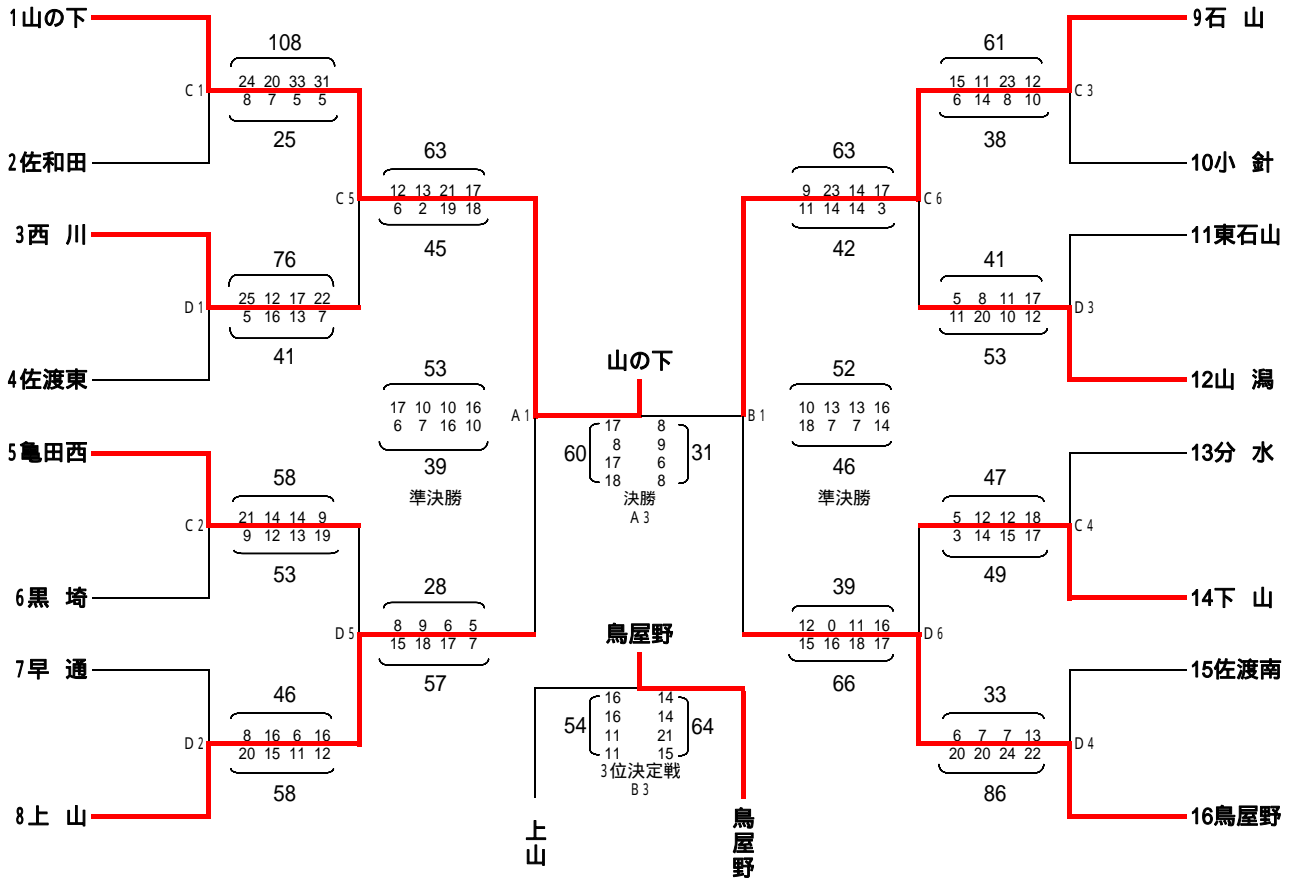 1山の下
108
24 20 33 31
C1
8 7 5 5
25
2佐和田
63
12 13 21 17
C5
6 2 19 18
45
3西 川
76
25 12 17 22
D1
5 16 13 7
41
4佐渡東
53
17 10 10 16
A1
6 7 16 10
39
準決勝
5亀田西
58
21 14 14 9
C2
9 12 13 19
53
6黒 埼
28
8 9 6 5
D5
15 18 17 7
57
7早 通
46
8 16 6 16
D2
20 15 11 12
58
8上 山
山の下
17 8
8 9
60 31
17 6
18 8
決勝
A3
鳥屋野
16 14
16 14
54 64
11 21
11 15
3位決定戦
B3
上山
鳥屋野
9石 山
61
15 11 23 12
C3
6 14 8 10
38
10小 針
63
9 23 14 17
C6
11 14 14 3
42
11東石山
41
5 8 11 17
D3
11 20 10 12
53
12山 潟
52
10 13 13 16
B1
18 7 7 14
46
準決勝
13分 水
47
5 12 12 18
C4
3 14 15 17
49
14下 山
39
12 0 11 16
D6
15 16 18 17
66
15佐渡南
33
6 7 7 13
D4
20 20 24 22
86
16鳥屋野